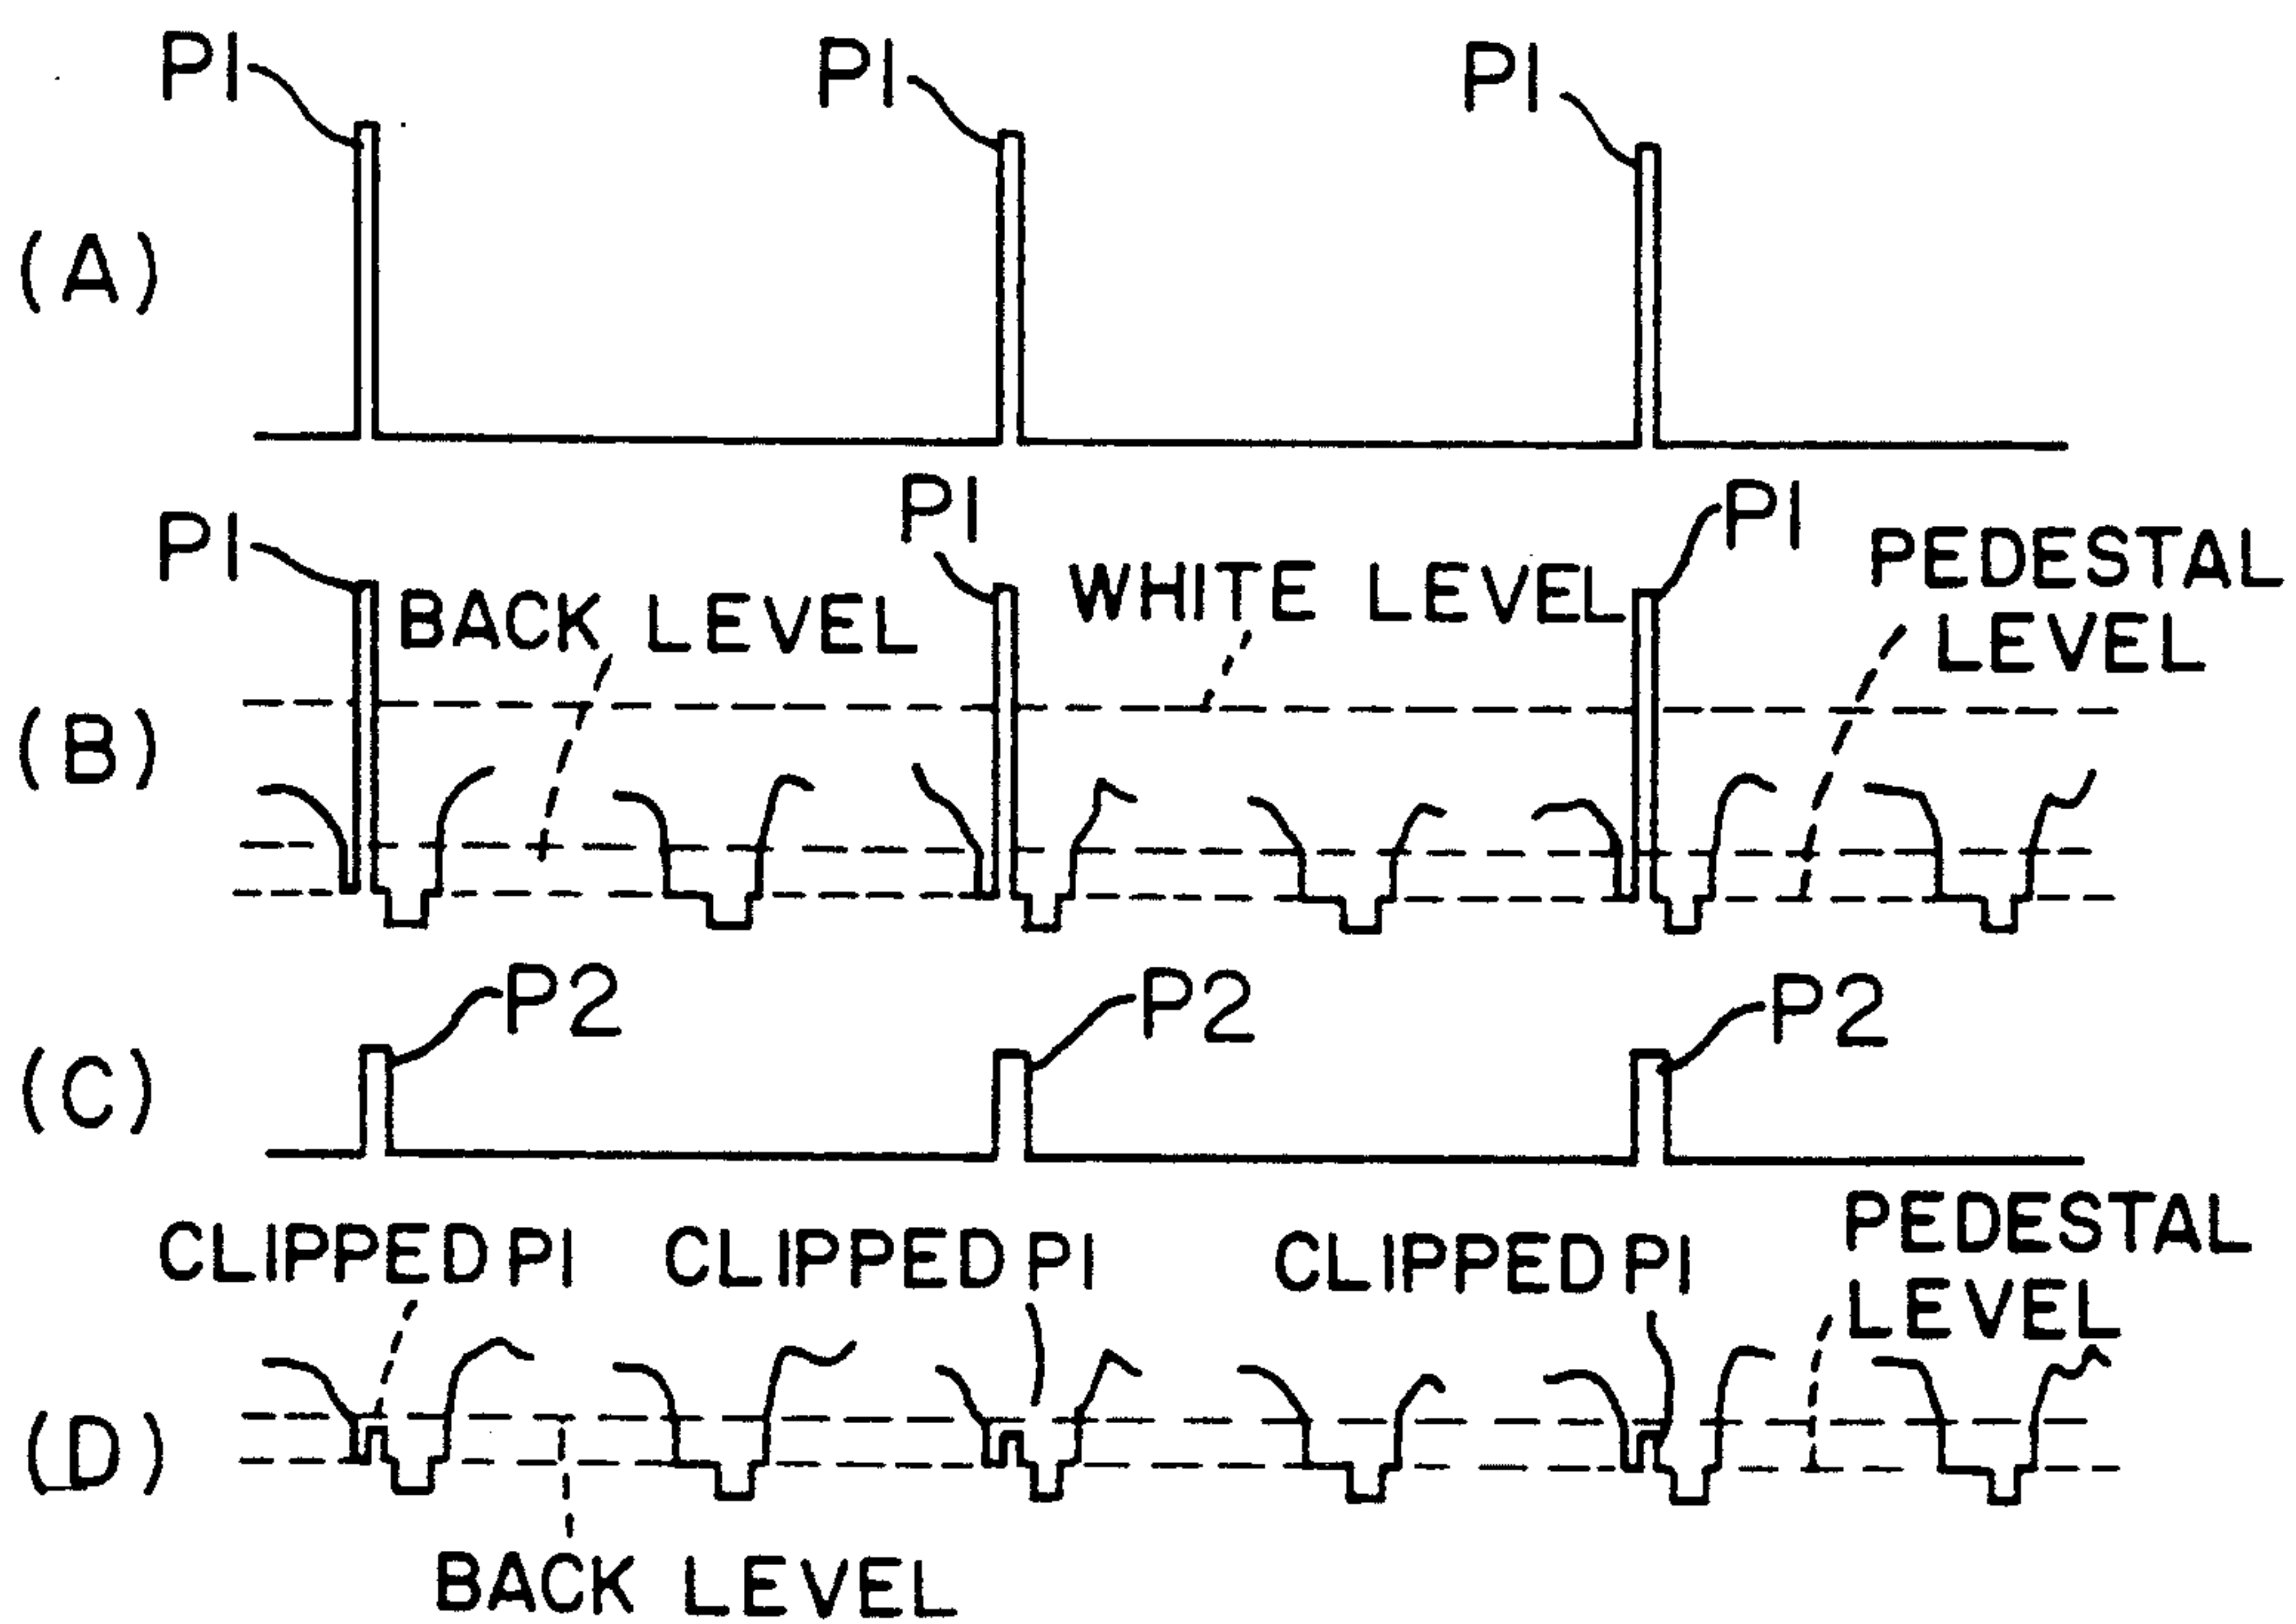 P1
P1
P1
(A)
P1
P1
P1
BACK LEVEL
WHITE LEVEL
PEDESTAL
LEVEL
(B)
P2
P2
P2
(C)
CLIPPED P1
CLIPPED P1
CLIPPED P1
PEDESTAL
LEVEL
(D)
BACK LEVEL